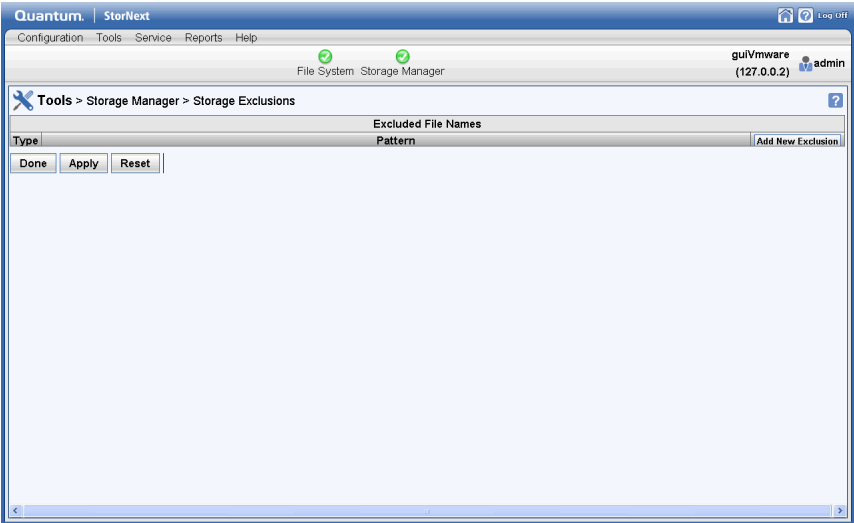 Quantum. | StorNext
Log Off
Configuration Tools Service Reports Help
File System Storage Manager
guiVmware
(127.0.0.2)
admin
Tools > Storage Manager > Storage Exclusions
?
Excluded File Names
Type Pattern Add New Exclusion
Done Apply Reset